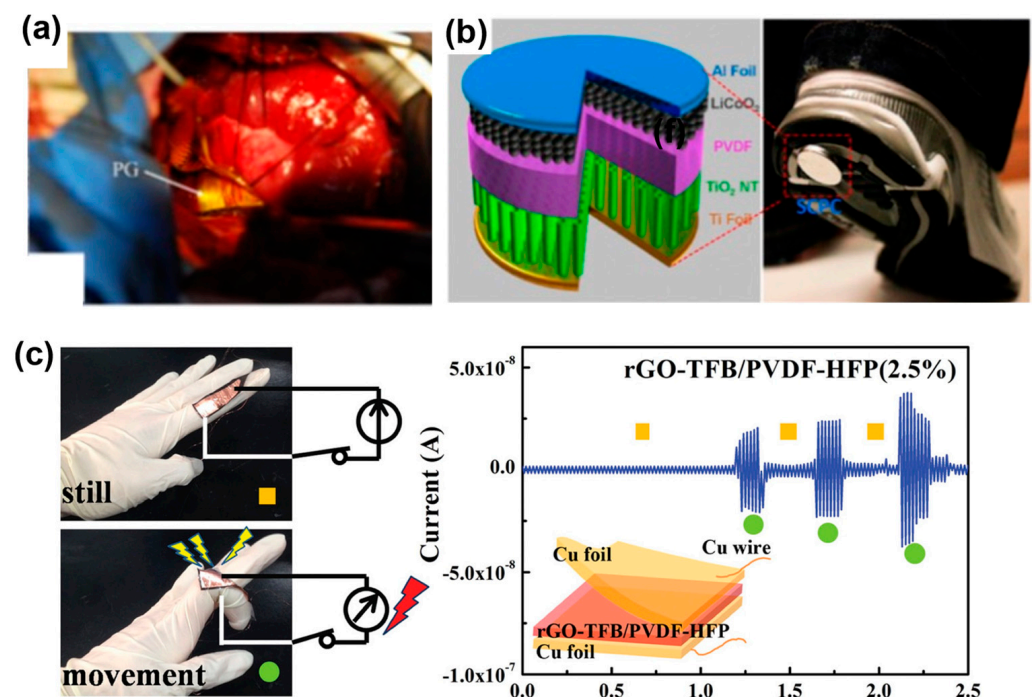 (a)
PG
(b)
Al Foil
LiCoO₂
(f)
PVDF
TiO₂ NT
Ti Foil
SCPC
(c)
still
movement
rGO-TFB/PVDF-HFP(2.5%)
Current (A)
5.0x10⁻⁸
0.0
-5.0x10⁻⁸
-1.0x10⁻⁷
Cu foil
Cu wire
rGO-TFB/PVDF-HFP
Cu foil
0.0 0.5 1.0 1.5 2.0 2.5